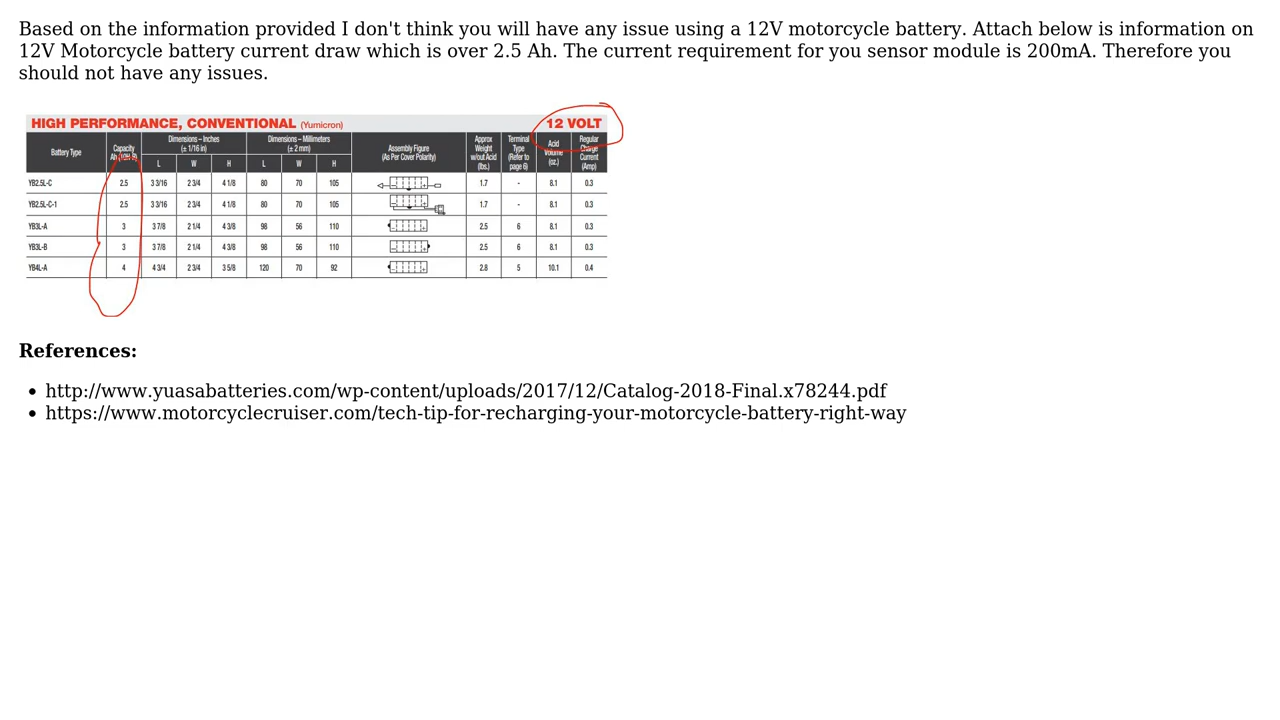 Based on the information provided I don't think you will have any issue using a 12V motorcycle battery. Attach below is information on
12V Motorcycle battery current draw which is over 2.5 Ah. The current requirement for you sensor module is 200mA. Therefore you
should not have any issues.
HIGH PERFORMANCE, CONVENTIONAL (Yumicron) 12 VOLT
Battery Type Capacity Ah (10H-R) Dimensions – Inches (± 1/16 in) L W H Dimensions – Millimeters (± 2 mm) L W H Assembly Figure (As Per Cover Polarity) Approx Weight w/out Acid (lbs.) Terminal Type (Refer to page 6) Acid Volume (oz.) Regular Charge Current (Amp)
YB2.5L-C 2.5 3 3/16 2 3/4 4 1/8 80 70 105 1.7 - 8.1 0.3
YB2.5L-C-1 2.5 3 3/16 2 3/4 4 1/8 80 70 105 1.7 - 8.1 0.3
YB3L-A 3 3 7/8 2 1/4 4 3/8 98 56 110 2.5 6 8.1 0.3
YB3L-B 3 3 7/8 2 1/4 4 3/8 98 56 110 2.5 6 8.1 0.3
YB4L-A 4 4 3/4 2 3/4 3 5/8 120 70 92 2.8 5 10.1 0.4
References:
• http://www.yuasabatteries.com/wp-content/uploads/2017/12/Catalog-2018-Final.x78244.pdf
• https://www.motorcyclecruiser.com/tech-tip-for-recharging-your-motorcycle-battery-right-way